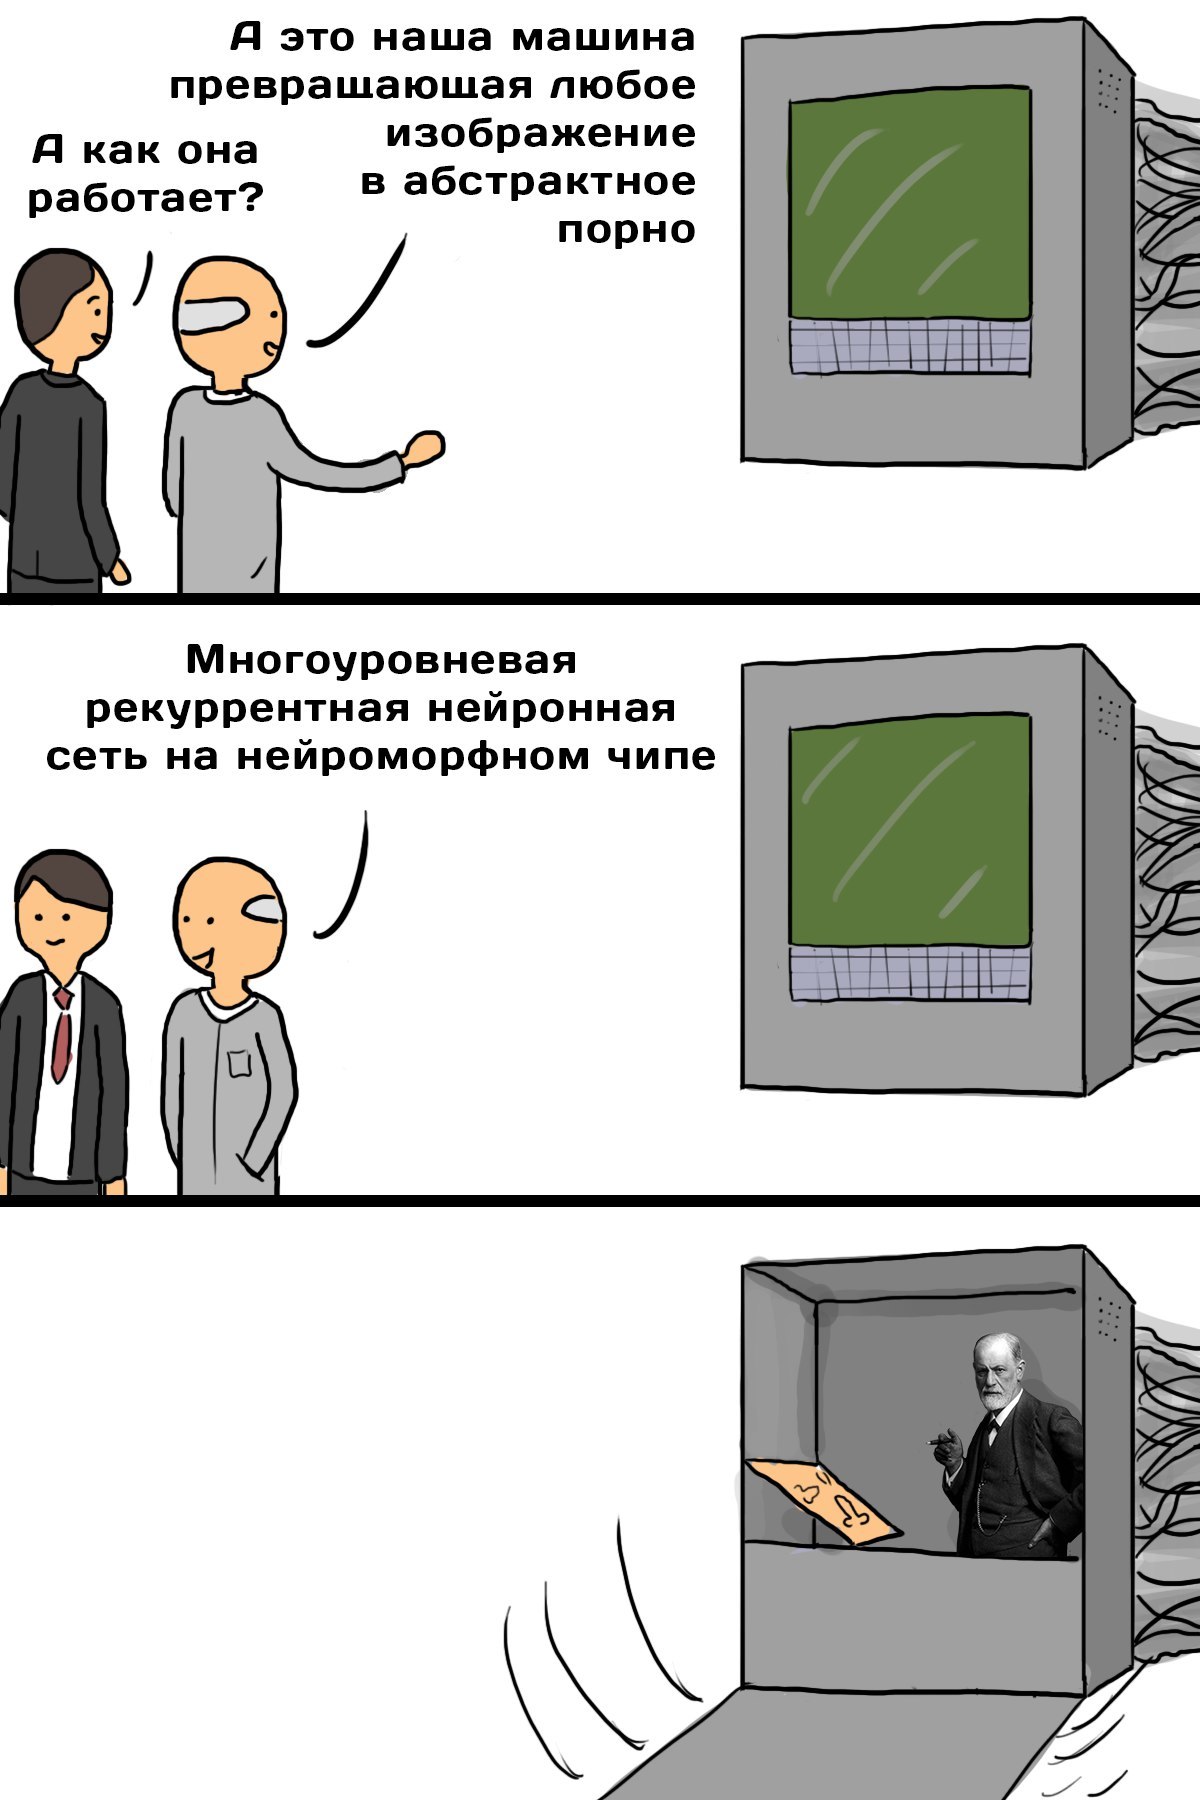 А это наша машина
превращающая любое
изображение
в абстрактное
порно
А как она
работает?
Многоуровневая
рекуррентная нейронная
сеть на нейроморфном чипе